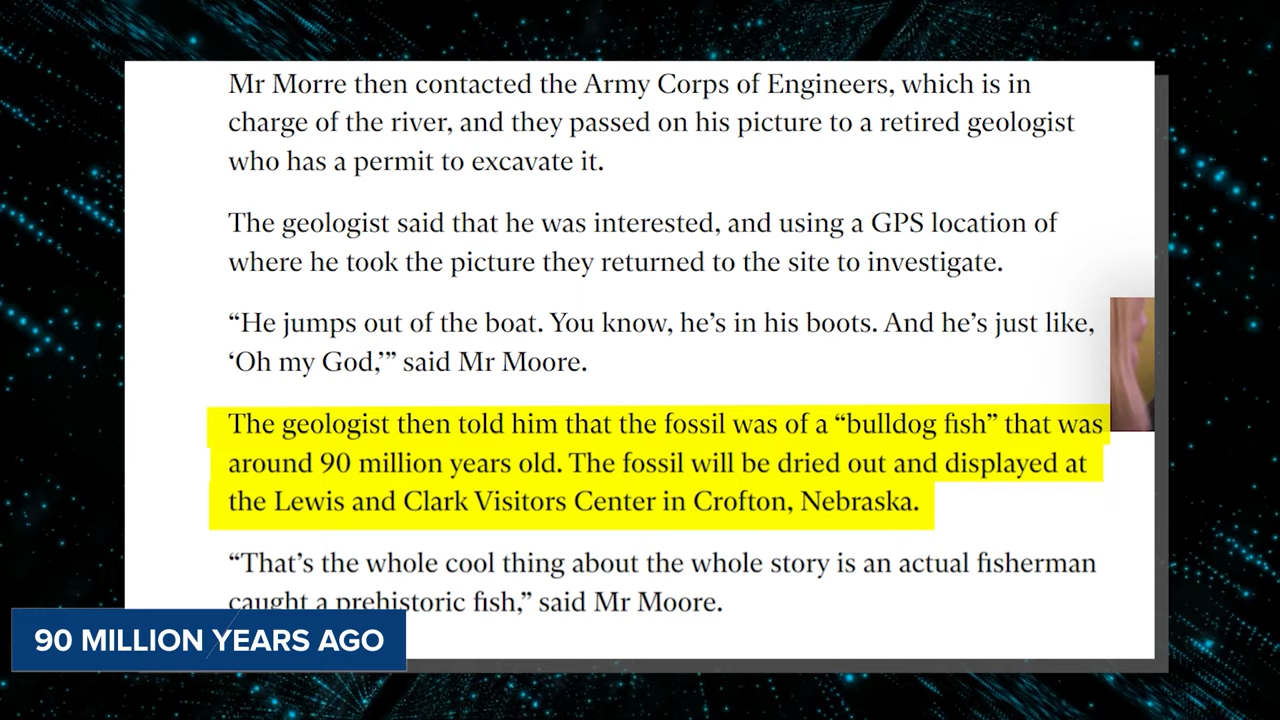 Mr Morre then contacted the Army Corps of Engineers, which is in
charge of the river, and they passed on his picture to a retired geologist
who has a permit to excavate it.
The geologist said that he was interested, and using a GPS location of
where he took the picture they returned to the site to investigate.
“He jumps out of the boat. You know, he’s in his boots. And he’s just like,
‘Oh my God,’” said Mr Moore.
The geologist then told him that the fossil was of a “bulldog fish” that was
around 90 million years old. The fossil will be dried out and displayed at
the Lewis and Clark Visitors Center in Crofton, Nebraska.
“That’s the whole cool thing about the whole story is an actual fisherman
caught a prehistoric fish,” said Mr Moore.
90 MILLION YEARS AGO